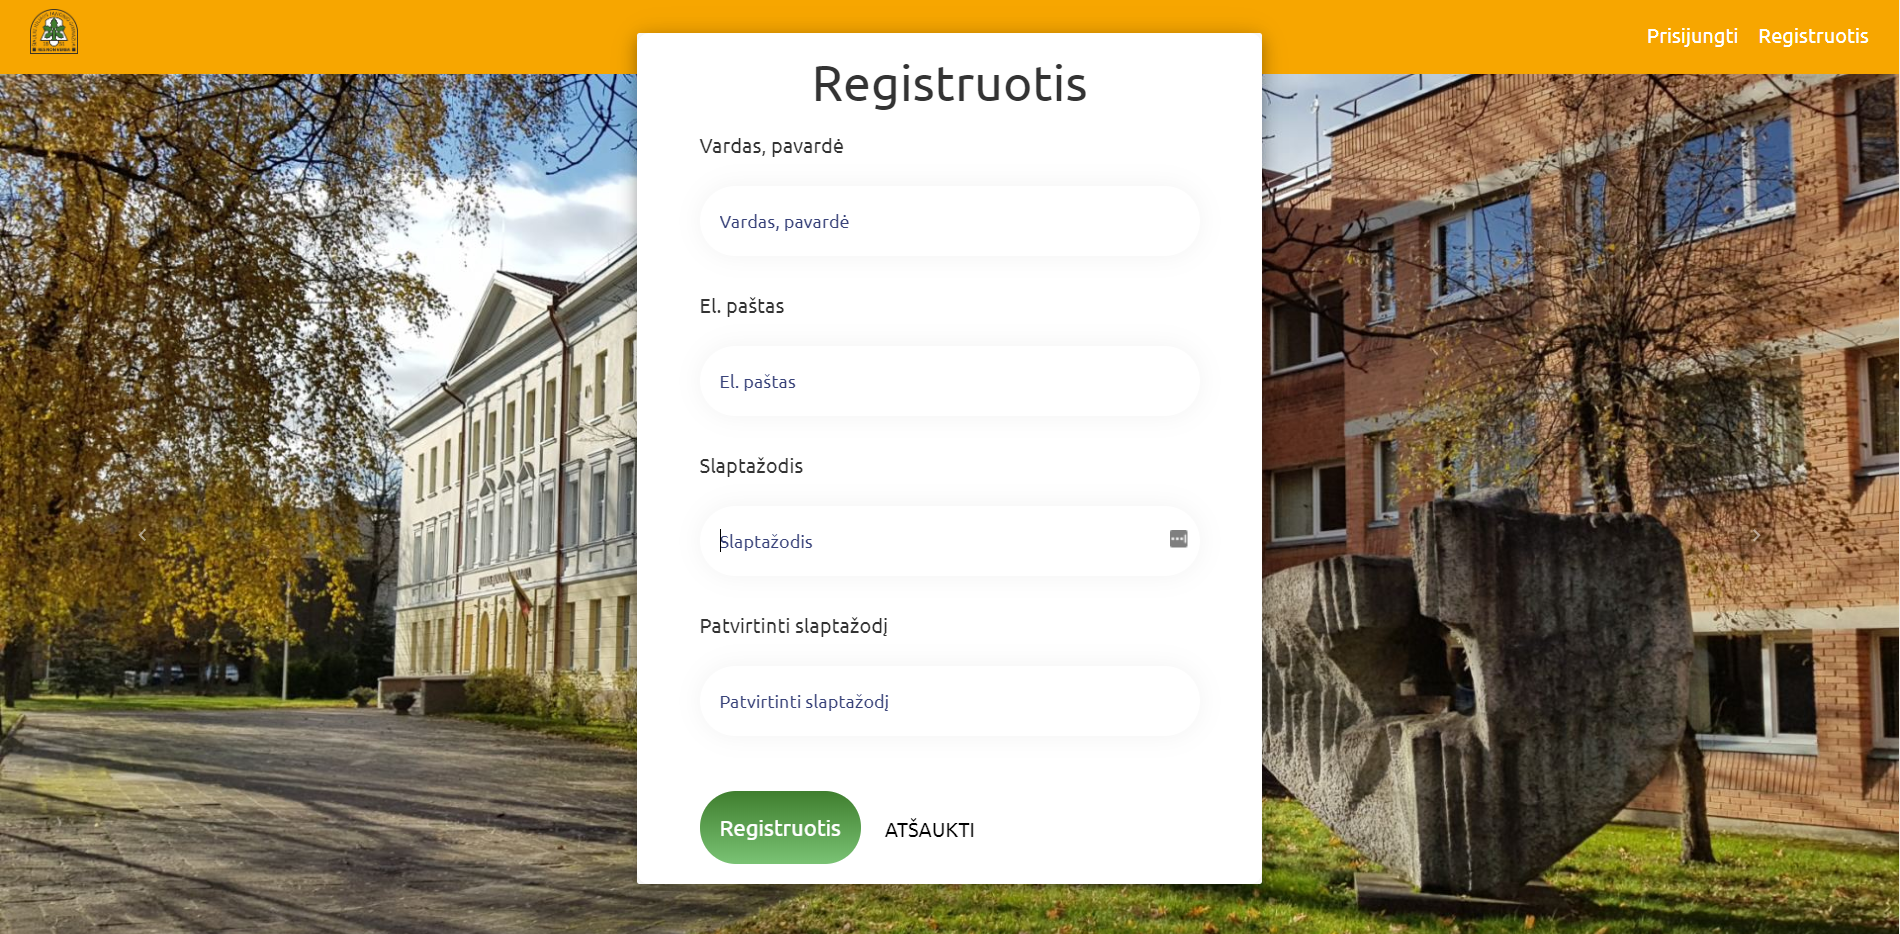 Prisijungti Registruotis
Registruotis
Vardas, pavardė
Vardas, pavardė
El. paštas
El. paštas
Slaptažodis
Slaptažodis
Patvirtinti slaptažodį
Patvirtinti slaptažodį
Registruotis ATŠAUKTI